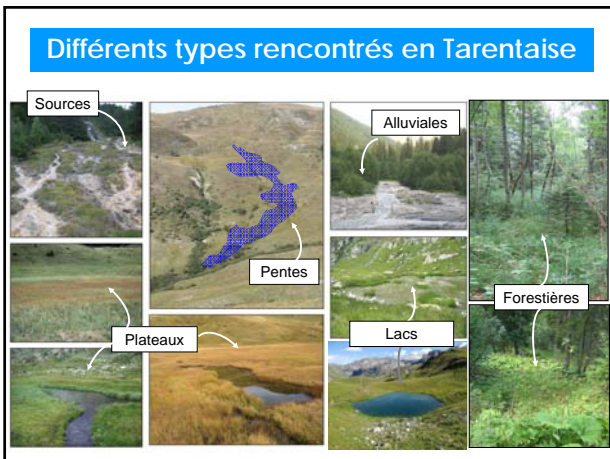 Différents types rencontrés en Tarentaise
Sources
Alluviales
Pentes
Forestières
Plateaux
Lacs